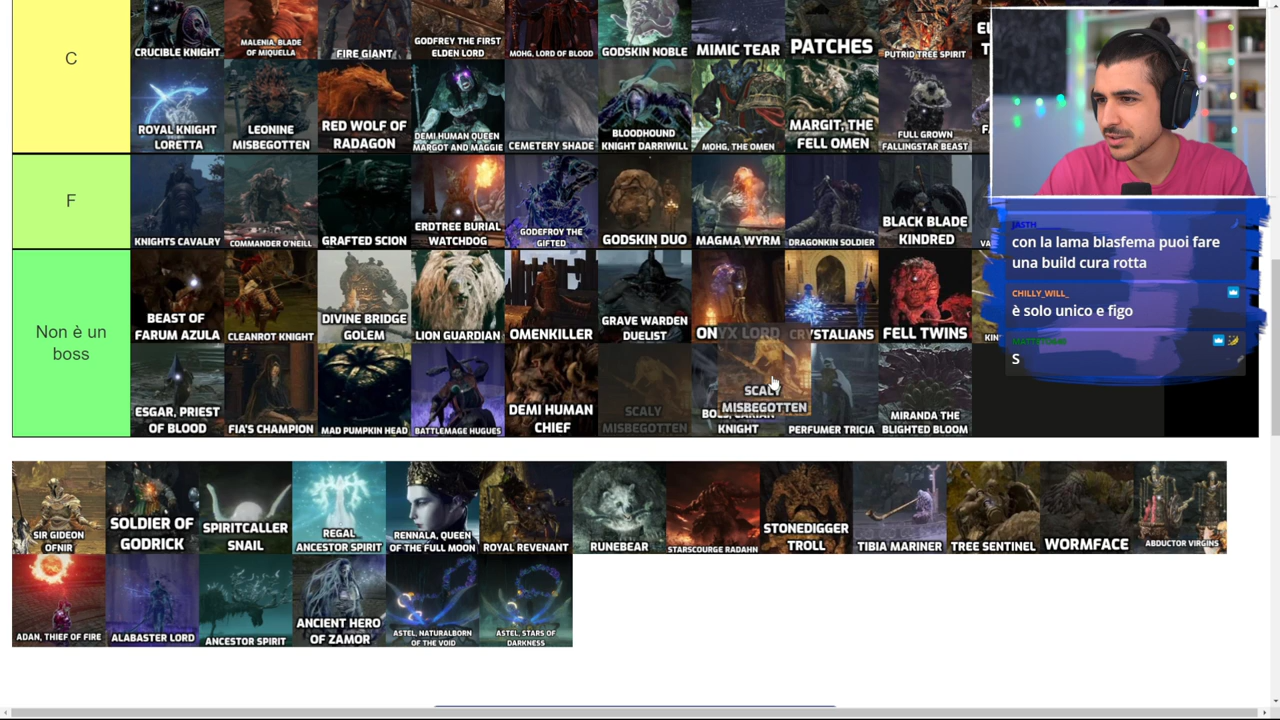 C
CRUCIBLE KNIGHT
MALENIA, BLADE
OF MIQUELLA
FIRE GIANT
GODFREY THE FIRST
ELDEN LORD
MOHG, LORD OF BLOOD
GODSKIN NOBLE
MIMIC TEAR
PATCHES
PUTRID TREE SPIRIT
ROYAL KNIGHT
LORETTA
LEONINE
MISBEGOTTEN
RED WOLF OF
RADAGON
DEMI HUMAN QUEEN
MARGOT AND MAGGIE
CEMETERY SHADE
BLOODHOUND
KNIGHT DARRIWILL
MOHG, THE OMEN
MARGIT, THE
FELL OMEN
FULL GROWN
FALLINGSTAR BEAST
F
KNIGHTS CAVALRY
COMMANDER O'NEILL
GRAFTED SCION
ERDTREE BURIAL
WATCHDOG
GODEFROY THE
GIFTED
GODSKIN DUO
MAGMA WYRM
DRAGONKIN SOLDIER
BLACK BLADE
KINDRED
VA
Non è un
boss
BEAST OF
FARUM AZULA
CLEANROT KNIGHT
DIVINE BRIDGE
GOLEM
LION GUARDIAN
OMENKILLER
GRAVE WARDEN
DUELIST
ONYX LORD
CRYSTALIANS
FELL TWINS
KIN
ESGAR, PRIEST
OF BLOOD
FIA'S CHAMPION
MAD PUMPKIN HEAD
BATTLEMAGE HUGUES
DEMI HUMAN
CHIEF
SCALY
MISBEGOTTEN
SCALY
MISBEGOTTEN
BOLS, CARIAN
KNIGHT
PERFUMER TRICIA
MIRANDA THE
BLIGHTED BLOOM
SIR GIDEON
OFNIR
SOLDIER OF
GODRICK
SPIRITCALLER
SNAIL
REGAL
ANCESTOR SPIRIT
RENNALA, QUEEN
OF THE FULL MOON
ROYAL REVENANT
RUNEBEAR
STARSCOURGE RADAHN
STONEDIGGER
TROLL
TIBIA MARINER
TREE SENTINEL
WORMFACE
ABDUCTOR VIRGINS
ADAN, THIEF OF FIRE
ALABASTER LORD
ANCESTOR SPIRIT
ANCIENT HERO
OF ZAMOR
ASTEL, NATURALBORN
OF THE VOID
ASTEL, STARS OF
DARKNESS
con la lama blasfema puoi fare
una build cura rotta
CHILLY_WILL_
è solo unico e figo
S